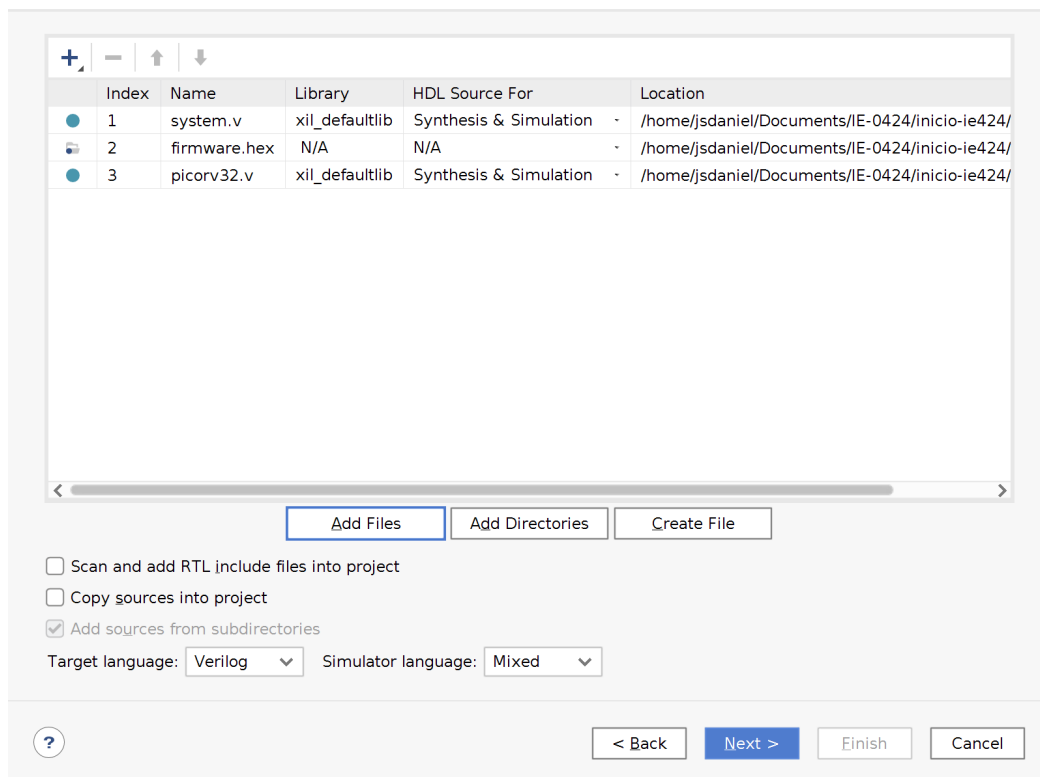 Index Name Library HDL Source For Location
1 system.v xil_defaultlib Synthesis & Simulation /home/jsdaniel/Documents/IE-0424/inicio-ie424/
2 firmware.hex N/A N/A /home/jsdaniel/Documents/IE-0424/inicio-ie424/
3 picorv32.v xil_defaultlib Synthesis & Simulation /home/jsdaniel/Documents/IE-0424/inicio-ie424/
Add Files Add Directories Create File
Scan and add RTL include files into project
Copy sources into project
Add sources from subdirectories
Target language: Verilog Simulator language: Mixed
? < Back Next > Finish Cancel